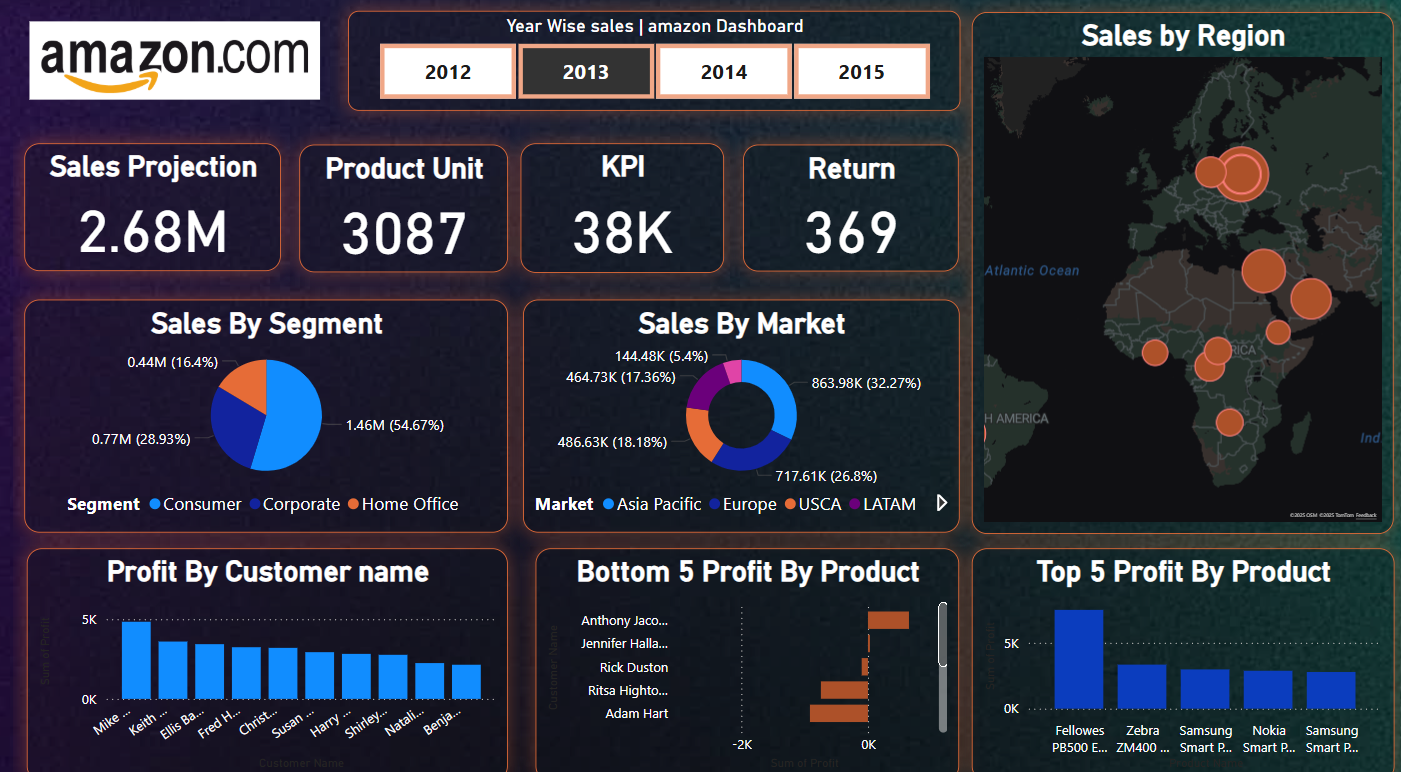 amazon.com
Year Wise sales | amazon Dashboard
2012
2013
2014
2015
Sales Projection
2.68M
Product Unit
3087
KPI
38K
Return
369
Sales by Region
Atlantic Ocean
RICA
H AMERICA
Ind
©2025 OSM ©2025 TomTom Feedback
Sales By Segment
0.44M (16.4%)
0.77M (28.93%)
1.46M (54.67%)
Segment Consumer Corporate Home Office
Sales By Market
144.48K (5.4%)
464.73K (17.36%)
863.98K (32.27%)
486.63K (18.18%)
717.61K (26.8%)
Market Asia Pacific Europe USCA LATAM
Profit By Customer name
Sum of Profit
5K
0K
Mike ...
Keith ...
Ellis Ba...
Fred H...
Christ...
Susan ...
Harry ...
Shirley...
Natali...
Benja...
Customer Name
Bottom 5 Profit By Product
Customer Name
Anthony Jaco...
Jennifer Halla...
Rick Duston
Ritsa Highto...
Adam Hart
-2K
0K
Sum of Profit
Top 5 Profit By Product
5K
0K
Fellowes
PB500 E...
Zebra
ZM400 ...
Samsung
Smart P...
Nokia
Smart P...
Samsung
Smart P...